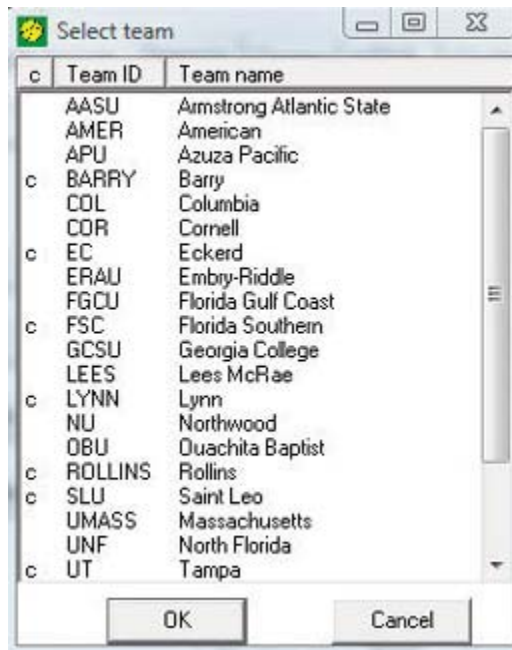 Select team
c Team ID Team name
AASU Armstrong Atlantic State
AMER American
APU Azuza Pacific
c BARRY Barry
COL Columbia
COR Cornell
c EC Eckerd
ERAU Embry-Riddle
FGCU Florida Gulf Coast
c FSC Florida Southern
GCSU Georgia College
LEES Lees McRae
c LYNN Lynn
NU Northwood
OBU Ouachita Baptist
c ROLLINS Rollins
c SLU Saint Leo
UMASS Massachusetts
UNF North Florida
c UT Tampa
OK Cancel